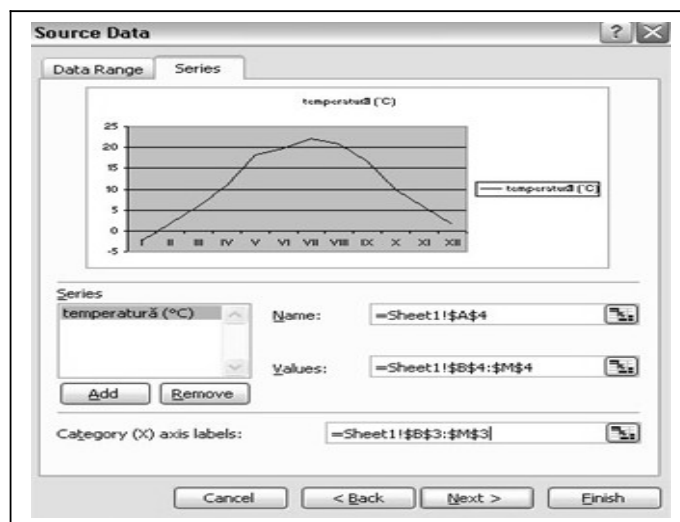 Source Data
Data Range Series
temperatură (°C)
25
20
15
10
5
0
-5
I II III IV V VI VII VIII IX X XI XII
temperatură (°C)
Series
temperatură (°C)
Name: =Sheet1!$A$4
Values: =Sheet1!$B$4:$M$4
Add Remove
Category (X) axis labels: =Sheet1!$B$3:$M$3
Cancel < Back Next > Finish